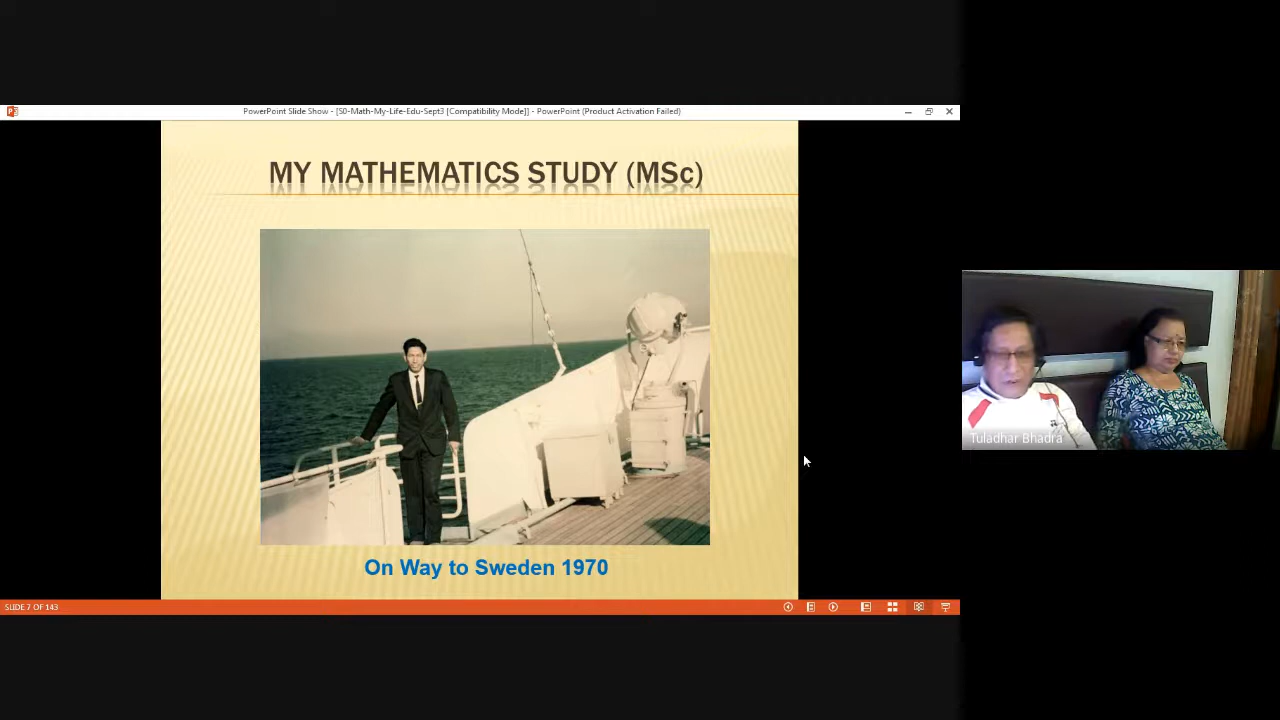 PowerPoint Slide Show - [S0-Math-My-Life-Edu-Sept3 [Compatibility Mode]] - PowerPoint (Product Activation Failed)
MY MATHEMATICS STUDY (MSc)
On Way to Sweden 1970
Tuladhar Bhadra
SLIDE 7 OF 143